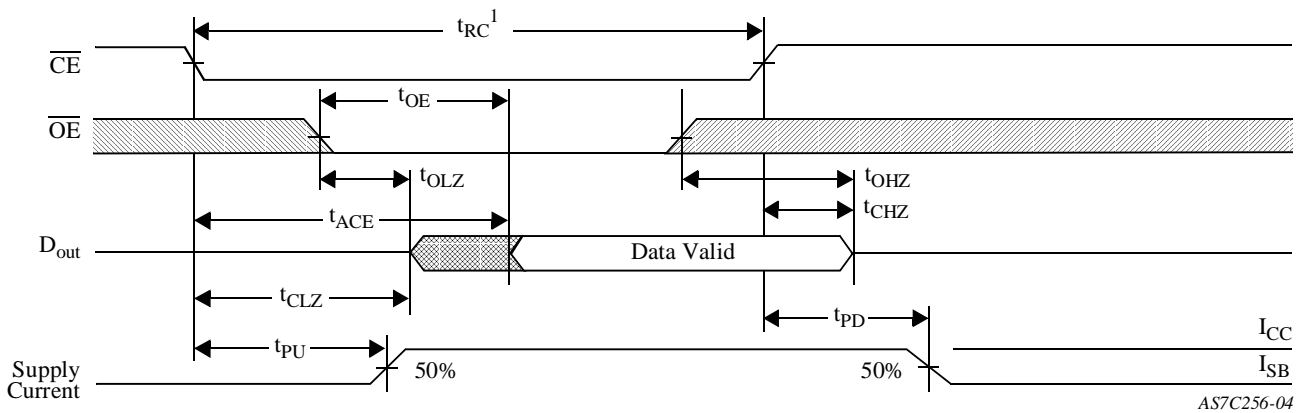 tRC1
CE
tOE
OE
tOLZ
tOHZ
tACE
tCHZ
Dout
Data Valid
tCLZ
tPD
ICC
tPU
50%
50%
ISB
Supply
Current
AS7C256-04